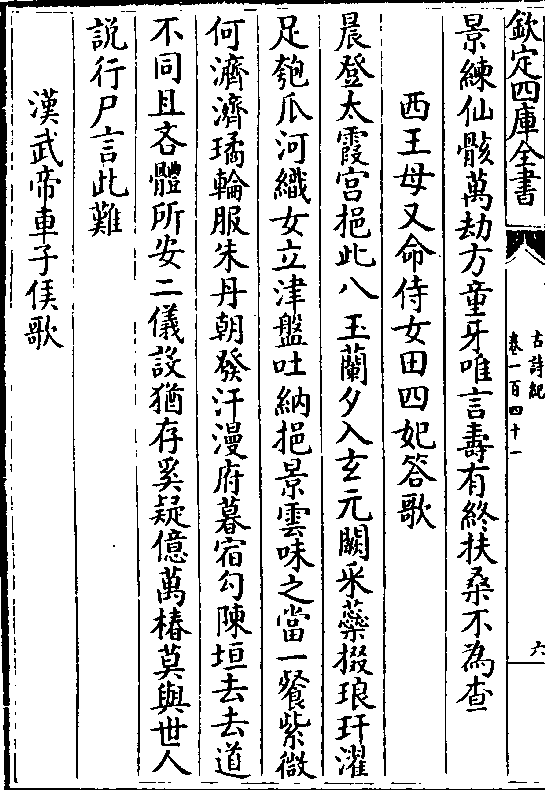 欽定四庫全書
古詩紀
卷一百四十一
六
景練仙骸萬劫方童牙唯言壽有終扶桑不為查
西王母又命侍女田四妃答歌
晨登太霞宮挹此八玉蘭夕入玄元闕采蘂掇琅玕濯
足匏瓜河織女立津盤吐納挹景雲味之當一餐紫微
何濟濟璚輪服朱丹朝發汗漫府暮宿勾陳垣去去道
不同且各體所安二儀設猶存奚疑億萬椿莫與世人
説行尸言此難
漢武帝車子侯歌